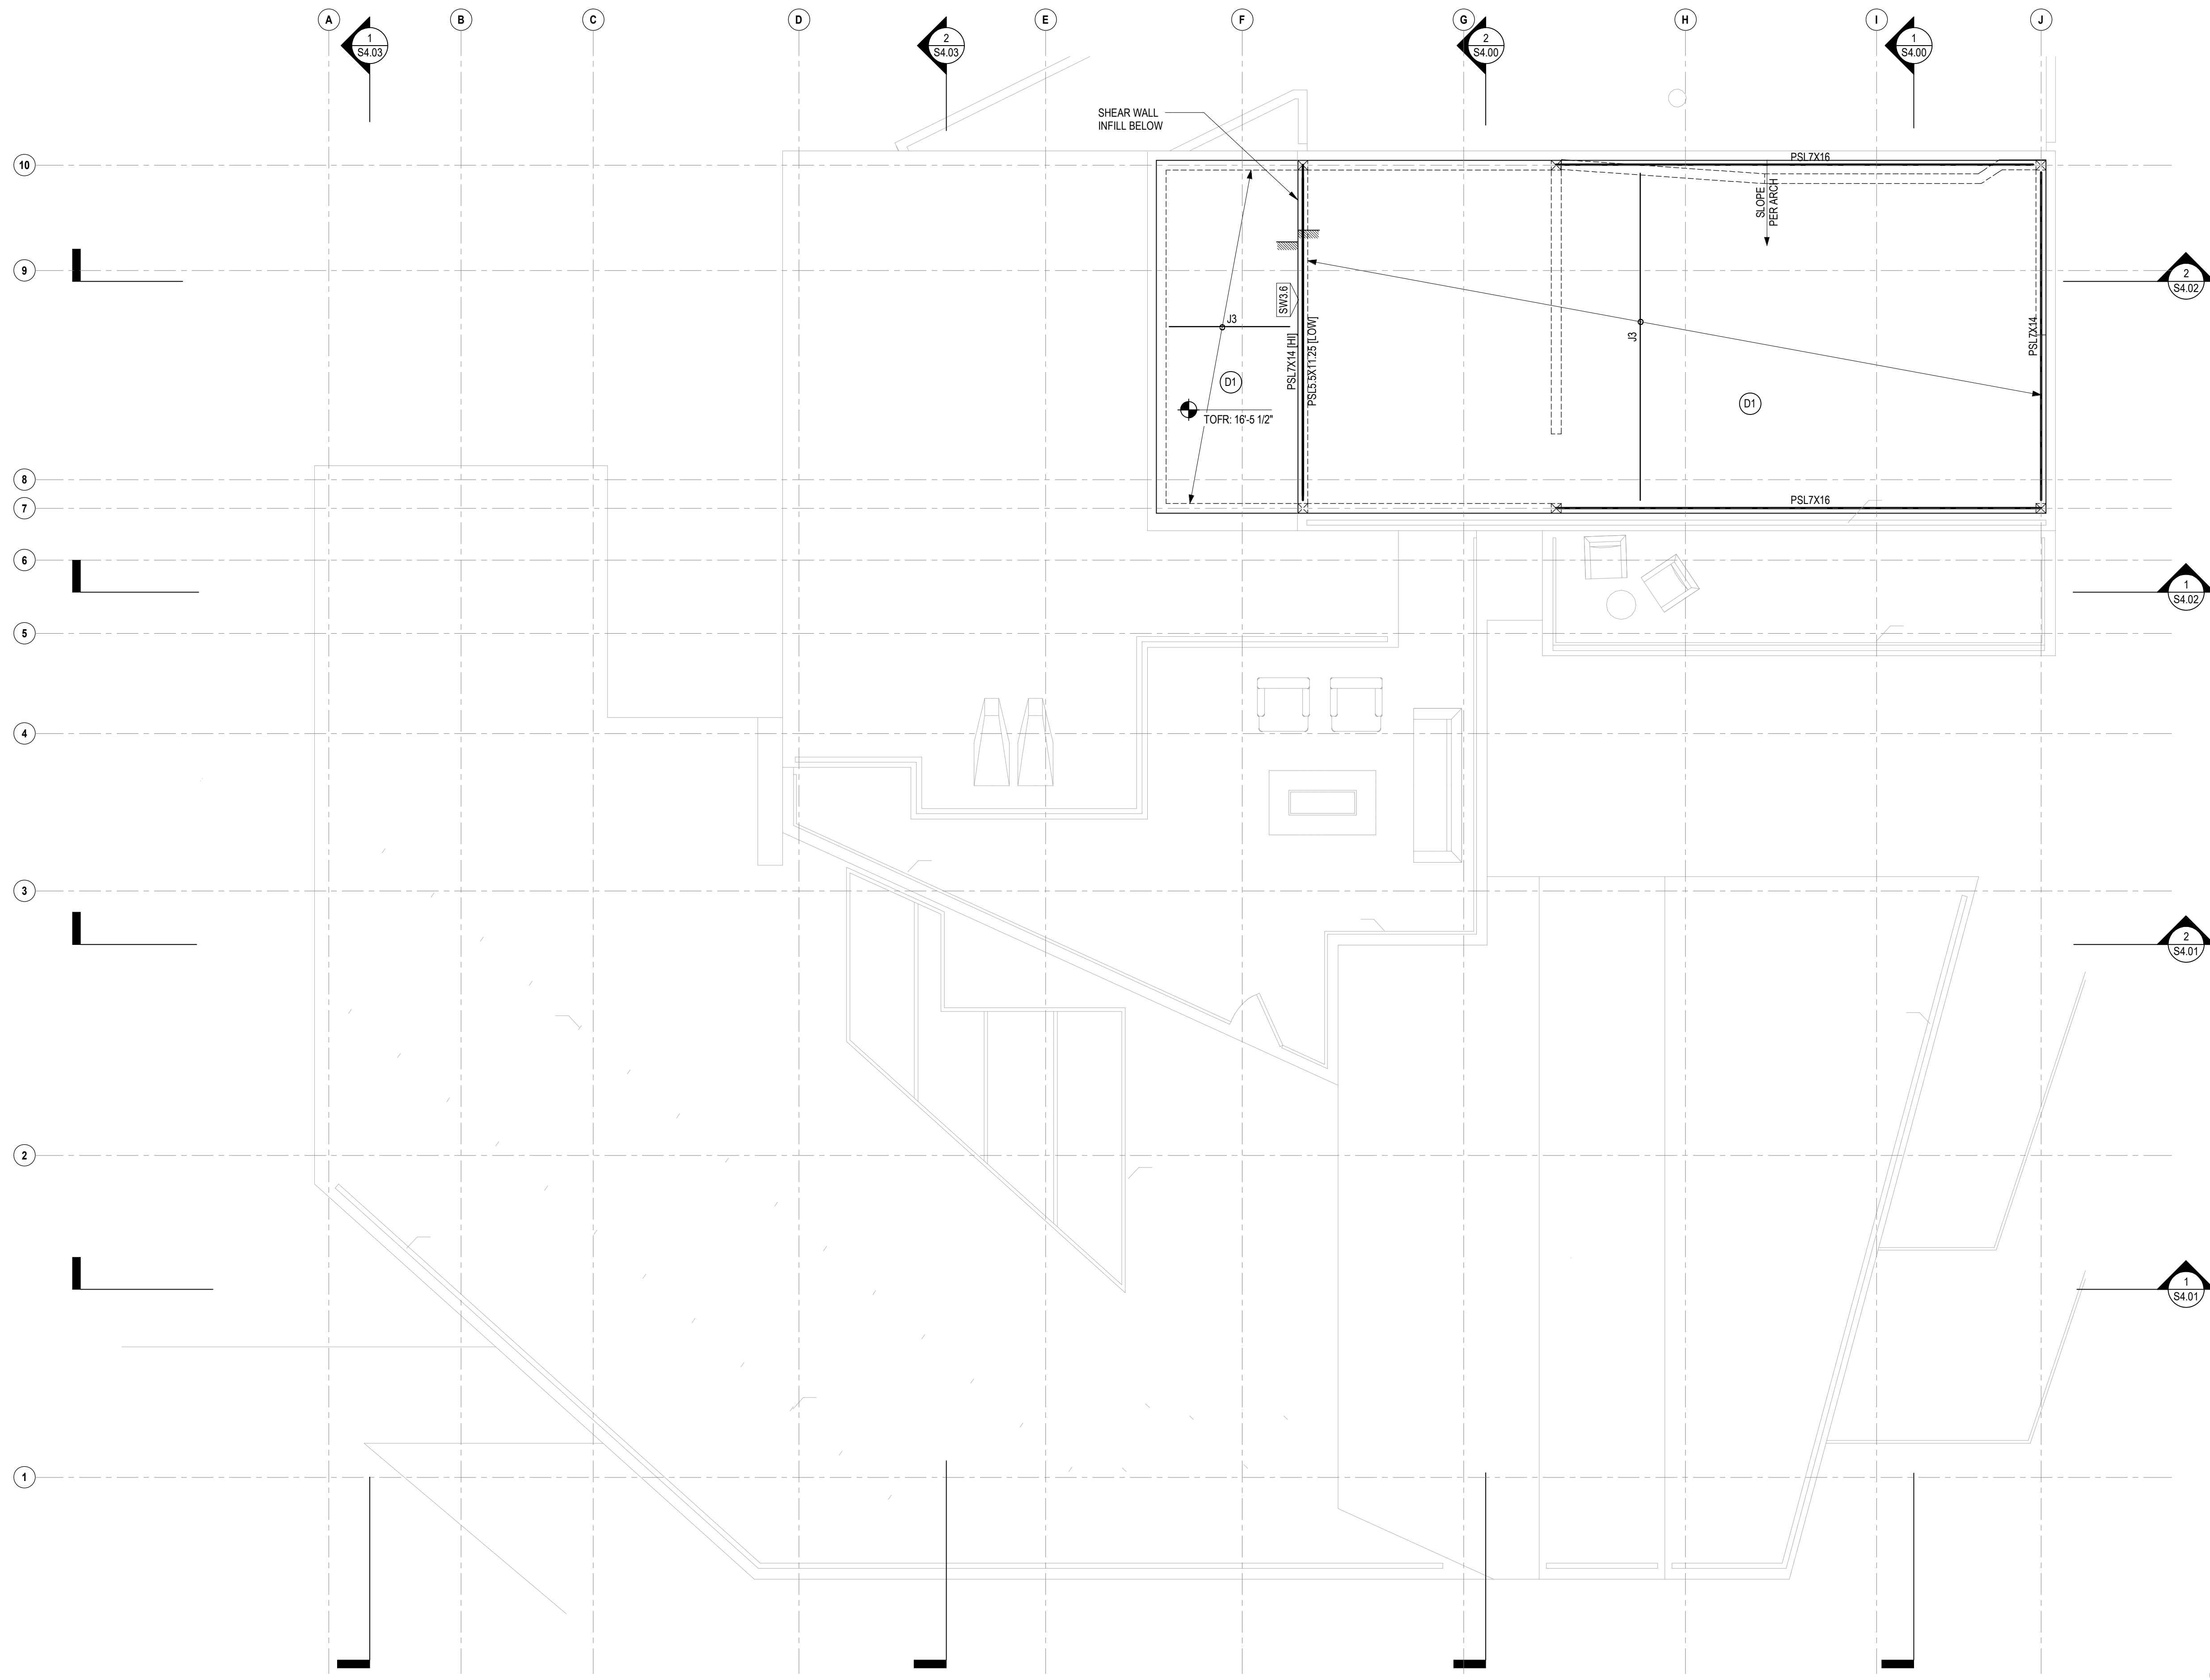 A
B
C
D
E
F
G
H
I
J
1
S4.03
2
S4.03
2
S4.00
1
S4.00
SHEAR WALL
INFILL BELOW
10
PSL7X16
SLOPE
PER ARCH
9
2
S4.02
SW3.6
J3
J3
PSL7X14 [HI]
PSL5.5X11.25 [LOW]
PSL7X14
D1
D1
TOFR: 16'-5 1/2"
8
PSL7X16
7
6
1
S4.02
5
4
3
2
S4.01
2
1
S4.01
1